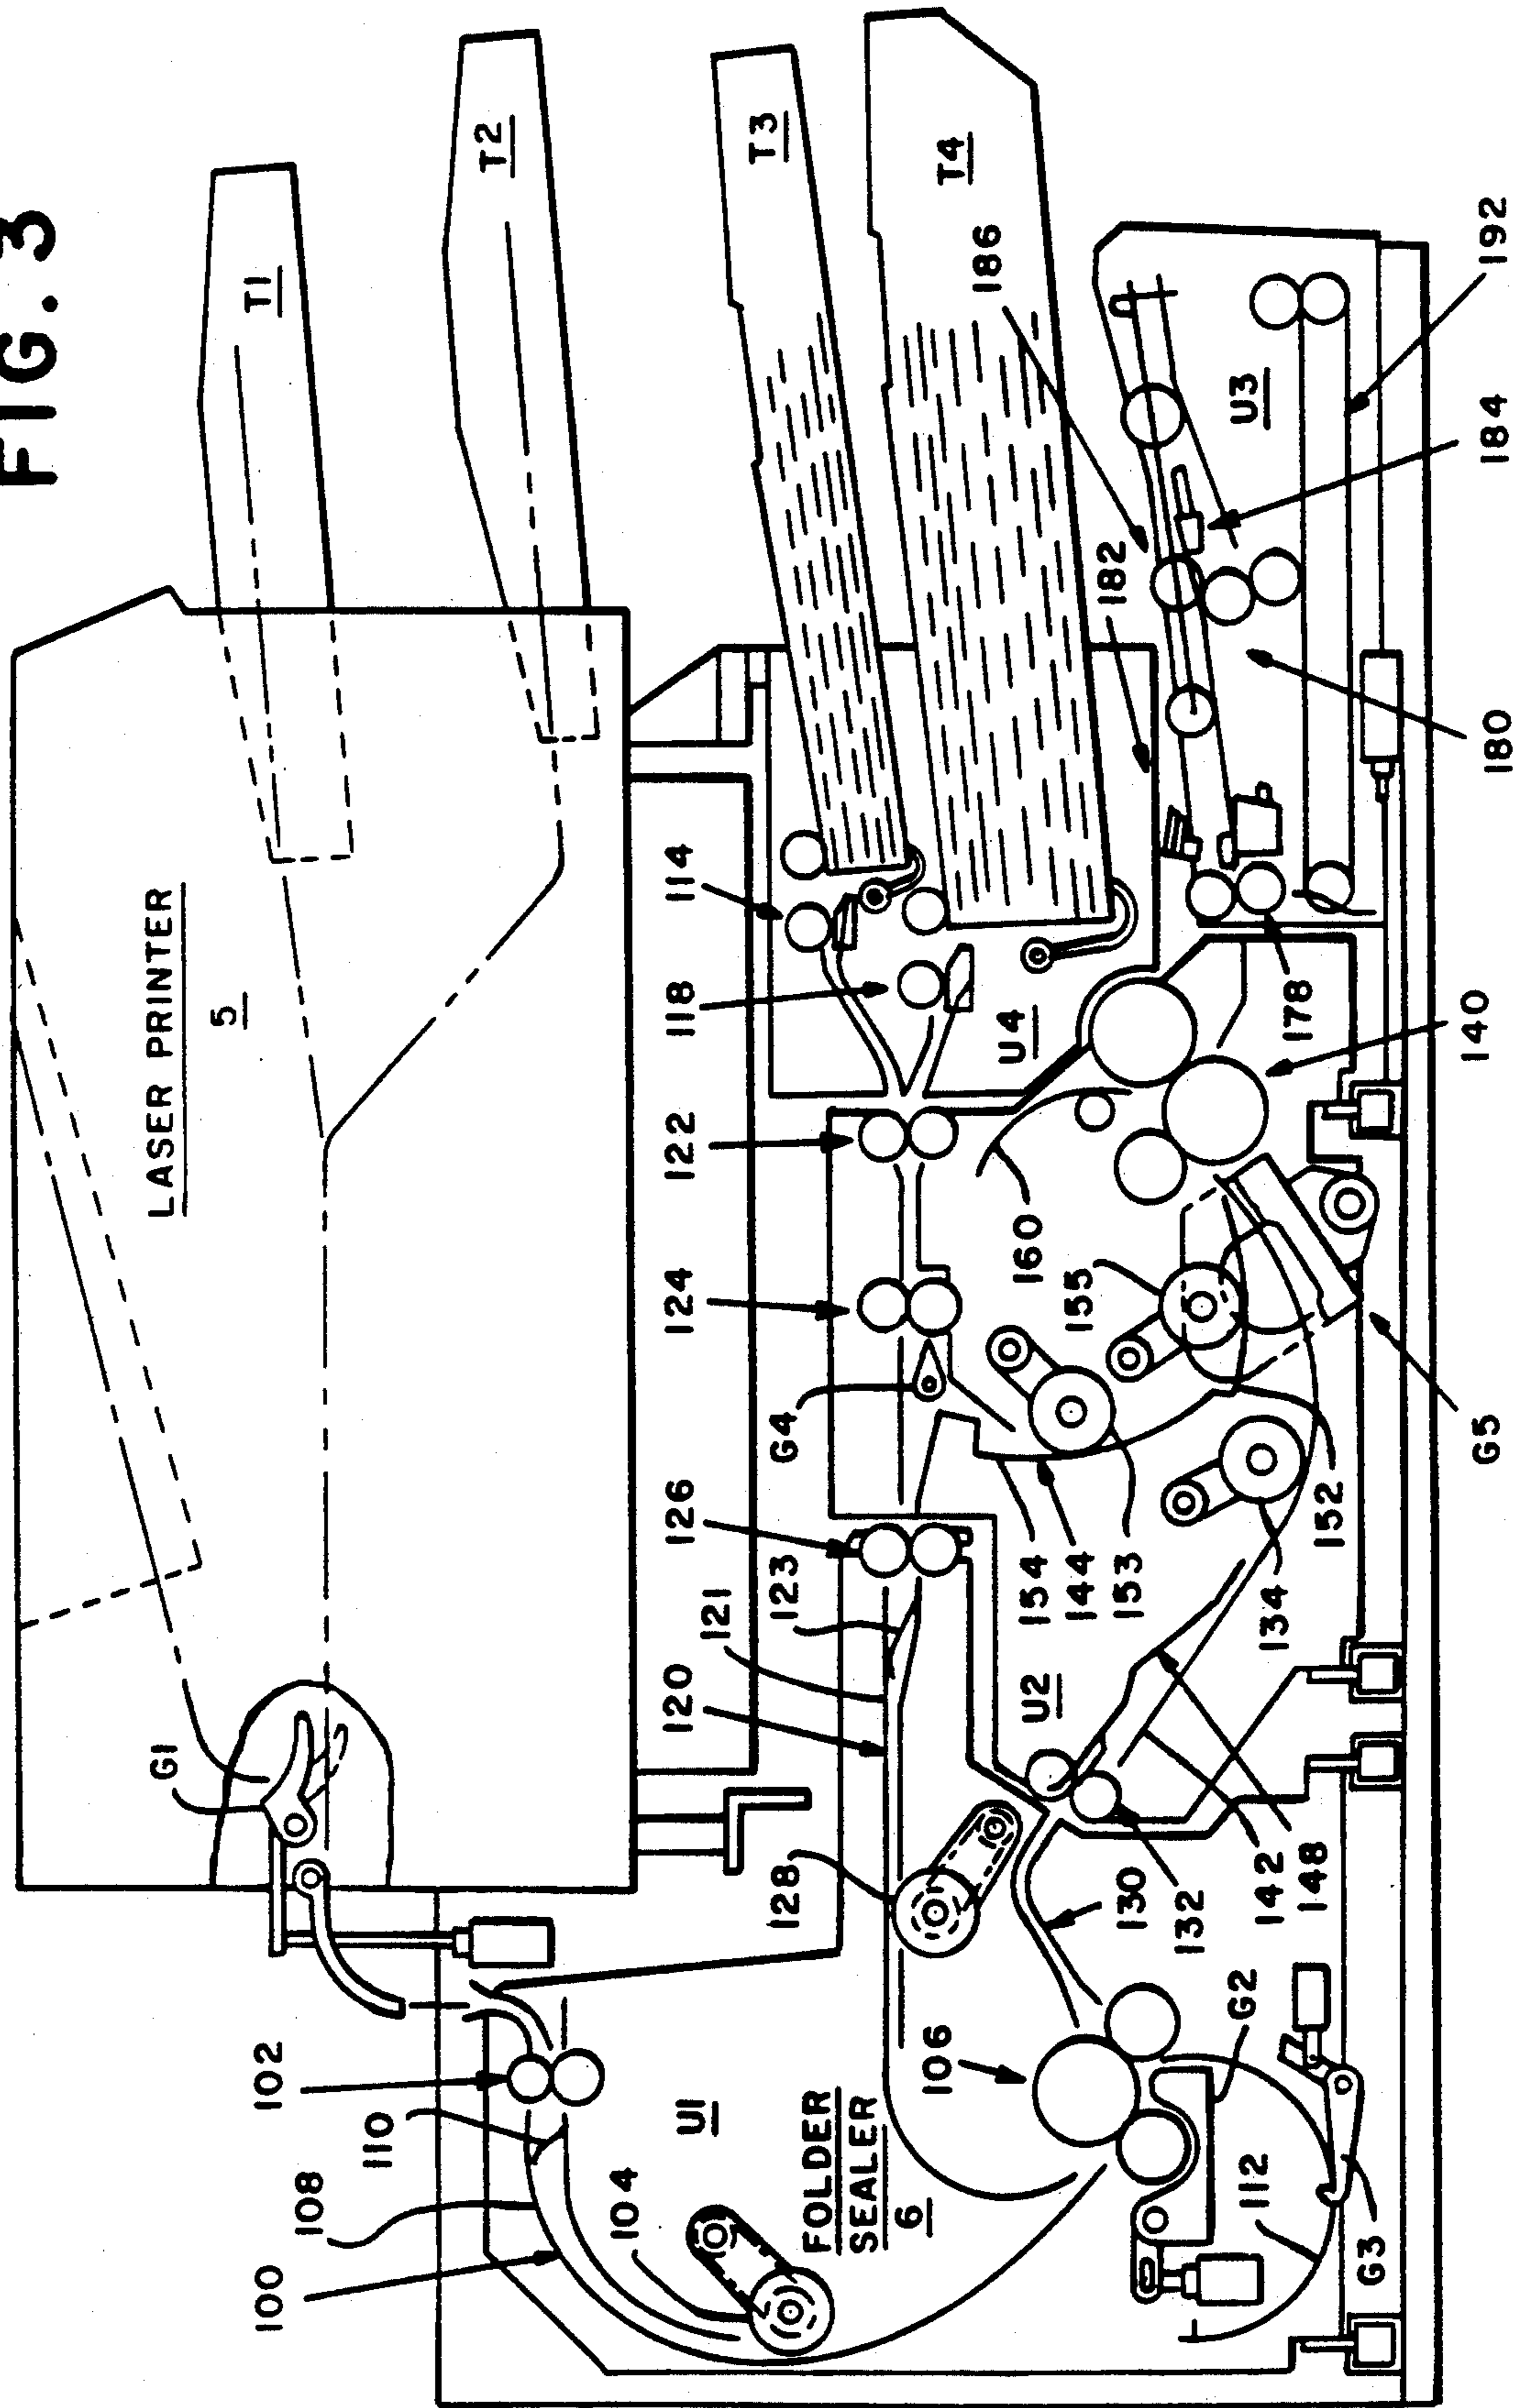 FIG. 3
T1
T2
T3
T4
LASER PRINTER
5
G1
102
110
108
100
104
U1
FOLDER
SEALER
6
106
G2
112
G3
128
130
132
142
148
120
121
123
126
U2
G4
124
122
118
114
U4
154
144
153
134
152
155
160
G5
140
178
182
186
U3
180
184
192